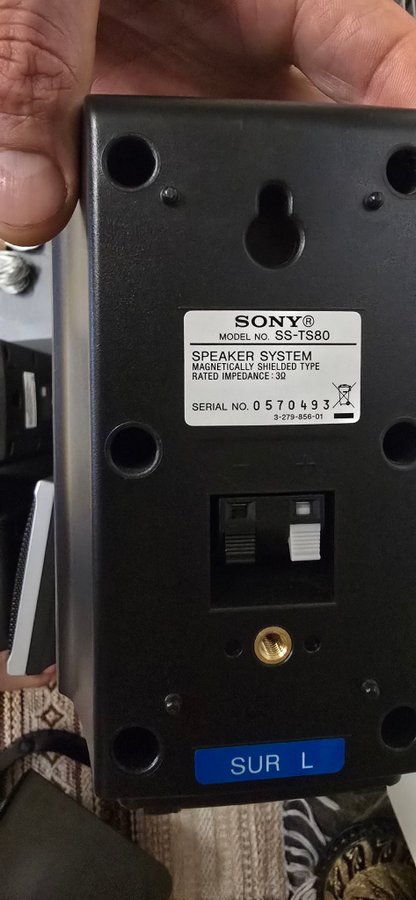 SONY®
MODEL NO. SS-TS80
SPEAKER SYSTEM
MAGNETICALLY SHIELDED TYPE
RATED IMPEDANCE : 3Ω
SERIAL NO. 0570493
3-279-856-01
SUR L